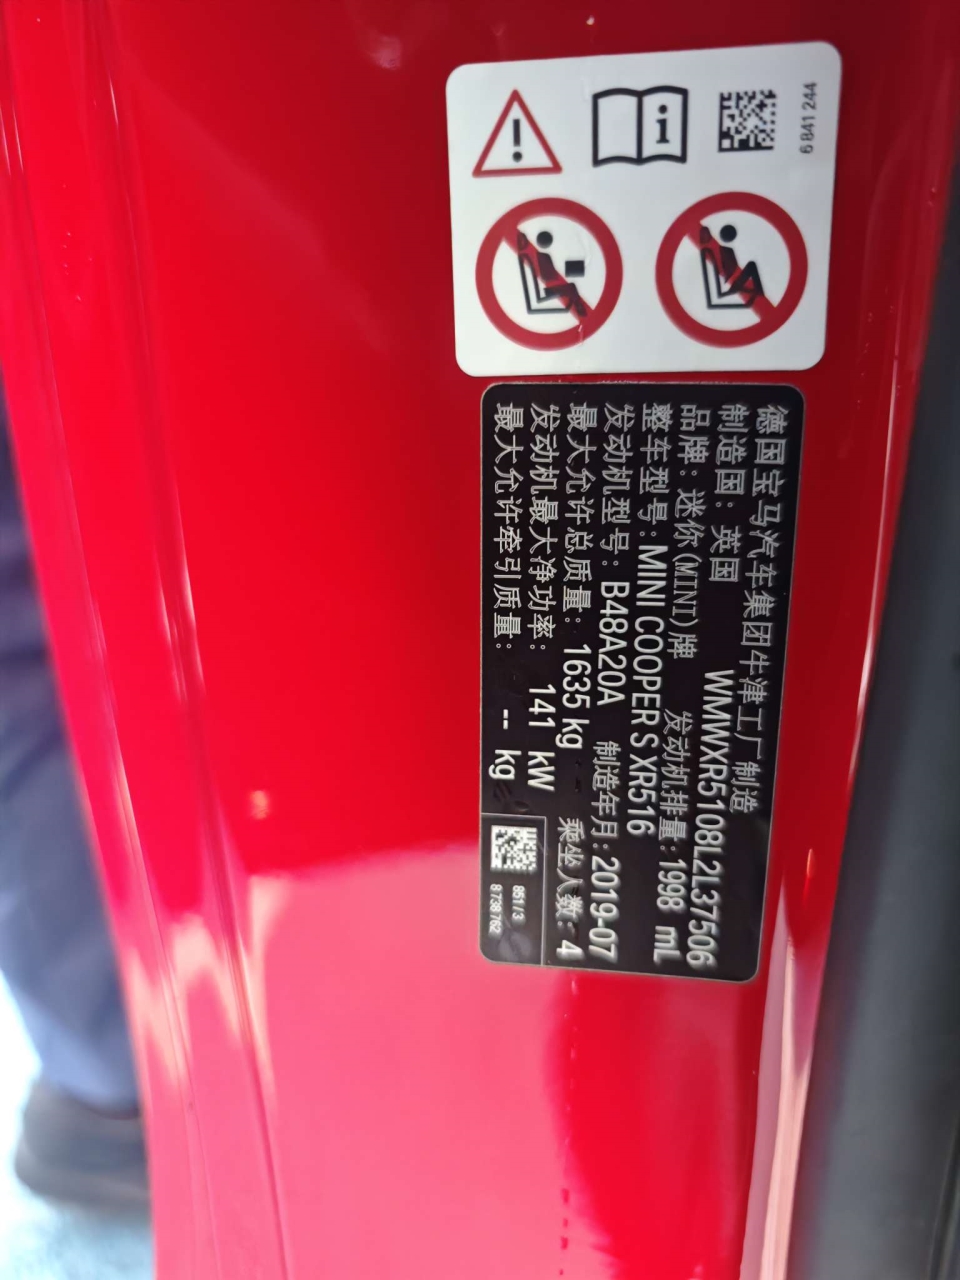 6 841 244
德国宝马汽车集团牛津工厂制造
制造国：英国 WMWXR5108L2L37506
品牌：迷你(MINI)牌 发动机排量：1998 mL
整车型号：MINI COOPER S XR516
发动机型号：B48A20A 制造年月：2019-07
最大允许总质量：1635 kg 乘坐人数：4
发动机最大净功率：141 kW
最大允许牵引质量：-- kg
851/3
8738762